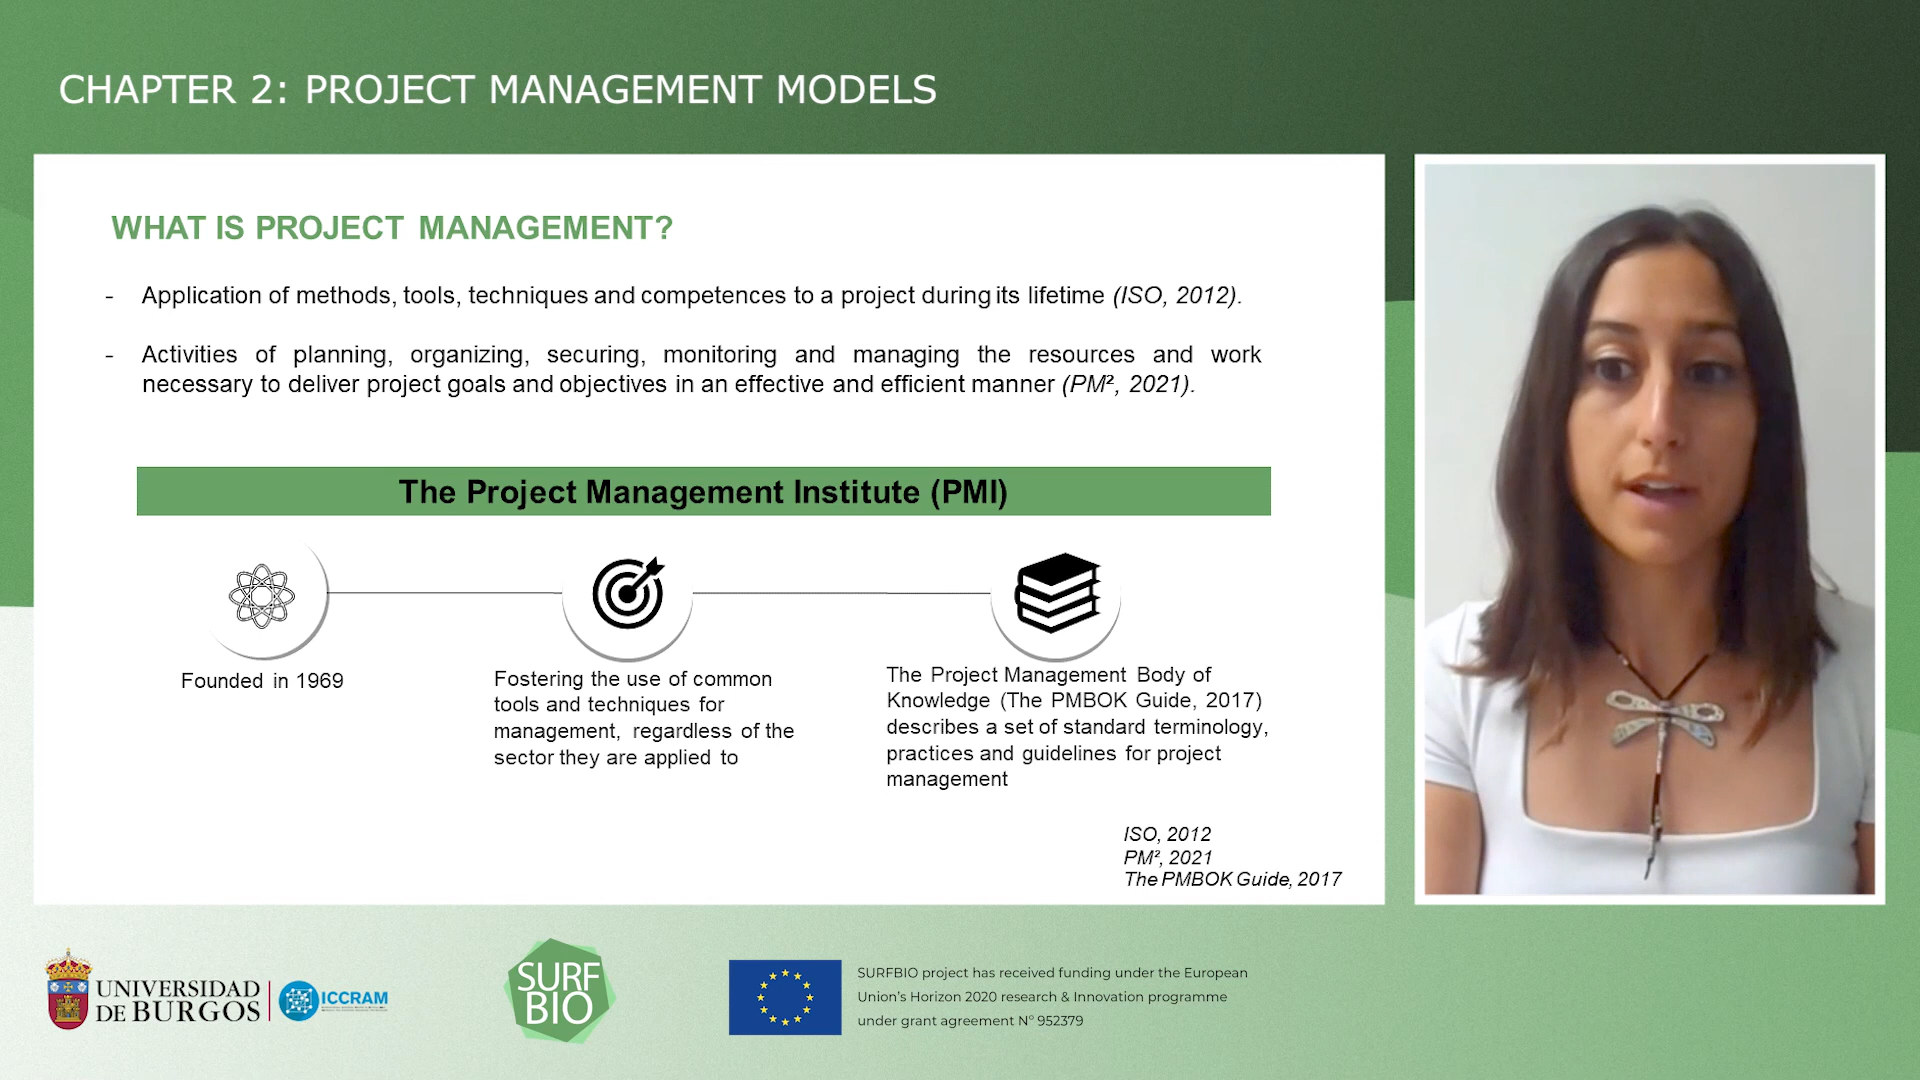 CHAPTER 2: PROJECT MANAGEMENT MODELS
WHAT IS PROJECT MANAGEMENT?
- Application of methods, tools, techniques and competences to a project during its lifetime (ISO, 2012).
- Activities of planning, organizing, securing, monitoring and managing the resources and work
necessary to deliver project goals and objectives in an effective and efficient manner (PM², 2021).
The Project Management Institute (PMI)
Founded in 1969
Fostering the use of common
tools and techniques for
management, regardless of the
sector they are applied to
The Project Management Body of
Knowledge (The PMBOK Guide, 2017)
describes a set of standard terminology,
practices and guidelines for project
management
ISO, 2012
PM², 2021
The PMBOK Guide, 2017
UNIVERSIDAD
DE BURGOS
ICCRAM
SURF
BIO
SURFBIO project has received funding under the European
Union's Horizon 2020 research & Innovation programme
under grant agreement Nº 952379